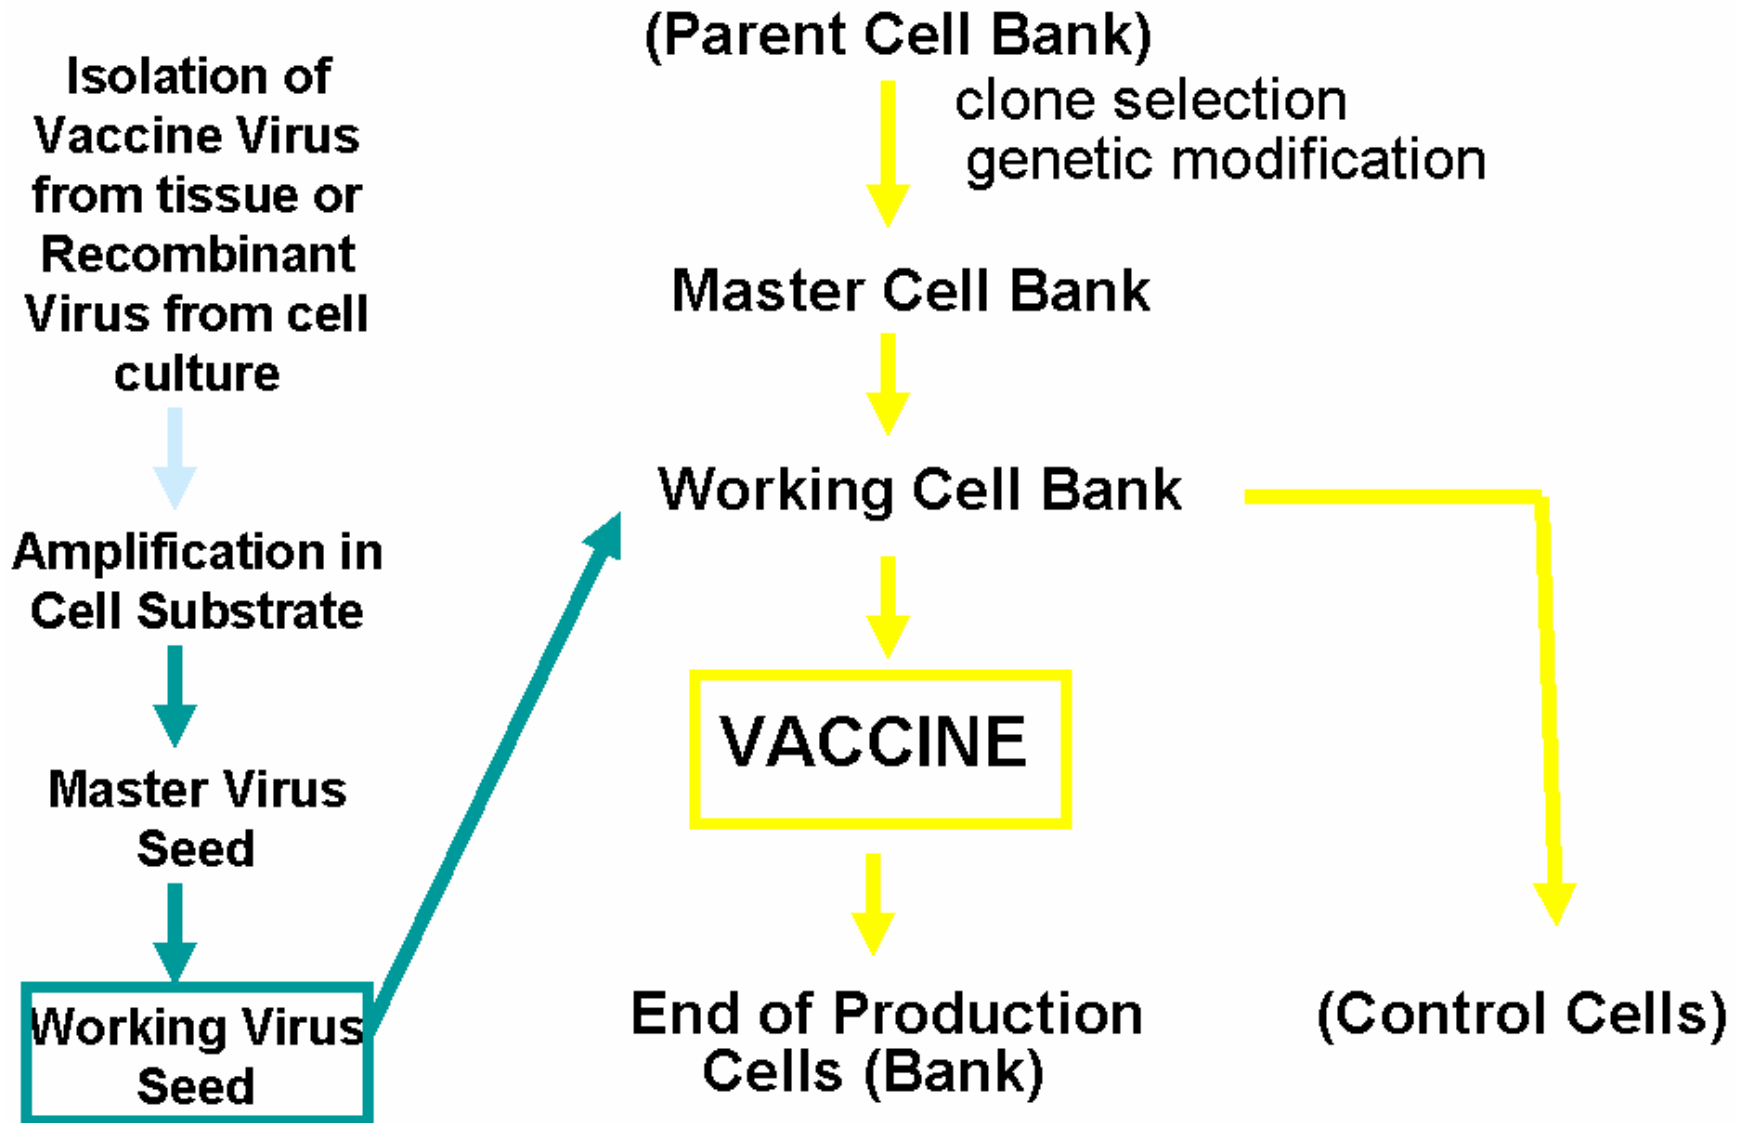 Isolation of
Vaccine Virus
from tissue or
Recombinant
Virus from cell
culture
Amplification in
Cell Substrate
Master Virus
Seed
Working Virus
Seed
(Parent Cell Bank)
clone selection
genetic modification
Master Cell Bank
Working Cell Bank
VACCINE
End of Production
Cells (Bank)
(Control Cells)